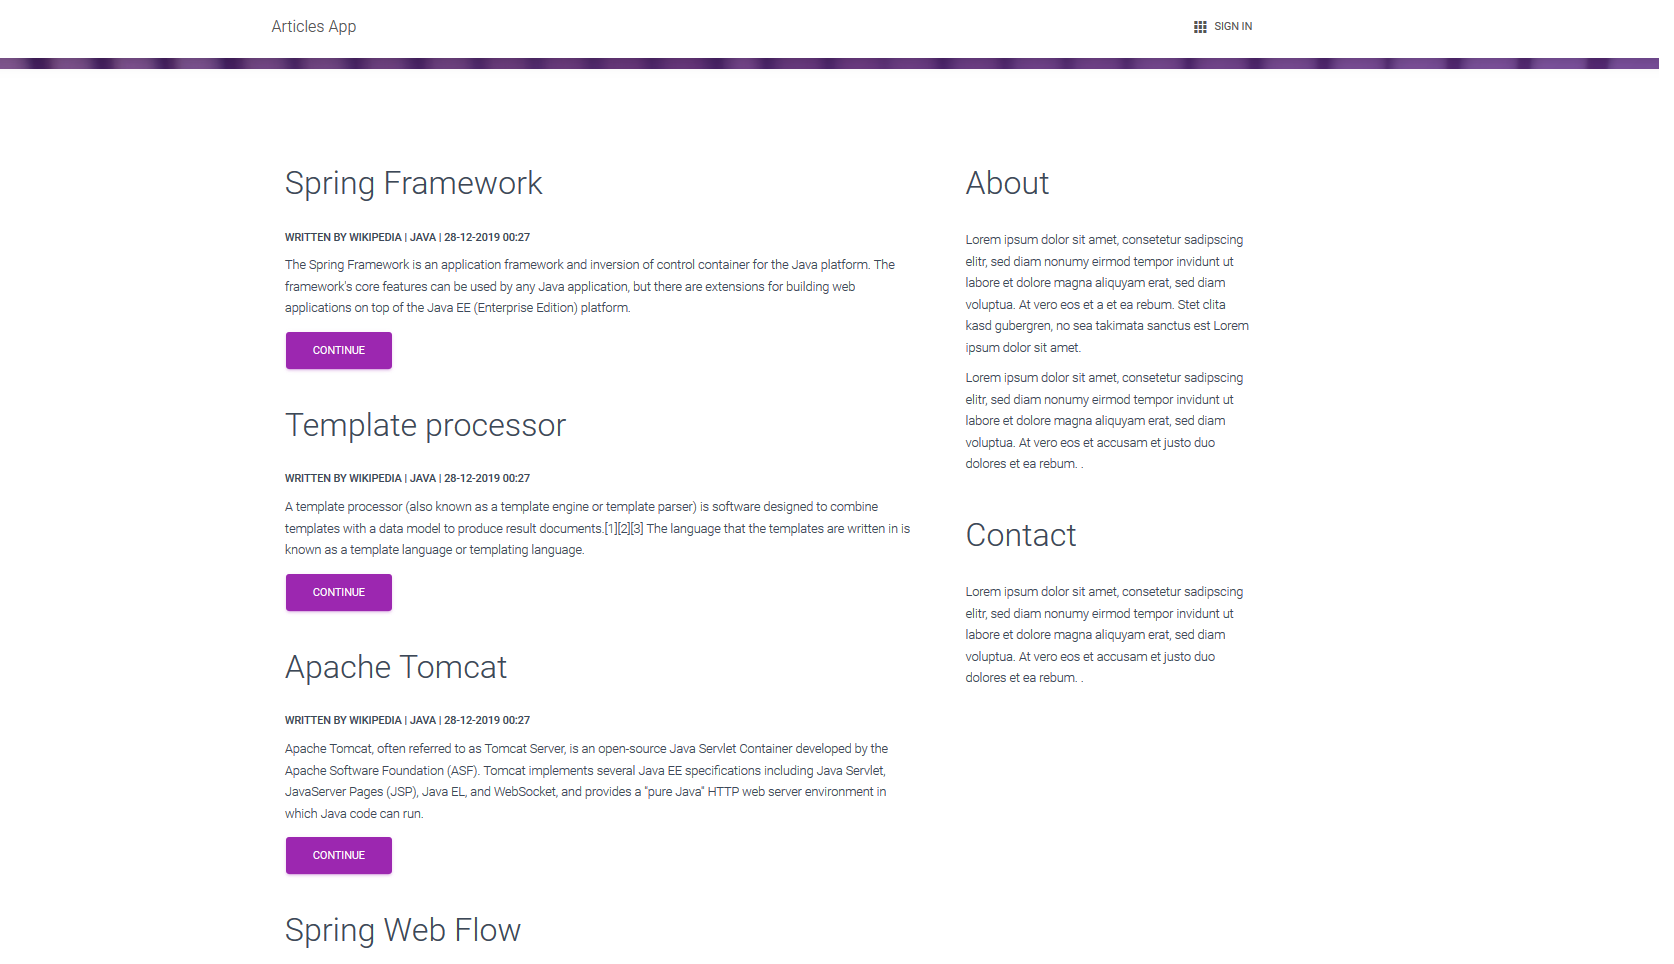 Articles App
SIGN IN
Spring Framework
WRITTEN BY WIKIPEDIA | JAVA | 28-12-2019 00:27
The Spring Framework is an application framework and inversion of control container for the Java platform. The
framework's core features can be used by any Java application, but there are extensions for building web
applications on top of the Java EE (Enterprise Edition) platform.
CONTINUE
Template processor
WRITTEN BY WIKIPEDIA | JAVA | 28-12-2019 00:27
A template processor (also known as a template engine or template parser) is software designed to combine
templates with a data model to produce result documents.[1][2][3] The language that the templates are written in is
known as a template language or templating language.
CONTINUE
Apache Tomcat
WRITTEN BY WIKIPEDIA | JAVA | 28-12-2019 00:27
Apache Tomcat, often referred to as Tomcat Server, is an open-source Java Servlet Container developed by the
Apache Software Foundation (ASF). Tomcat implements several Java EE specifications including Java Servlet,
JavaServer Pages (JSP), Java EL, and WebSocket, and provides a "pure Java" HTTP web server environment in
which Java code can run.
CONTINUE
Spring Web Flow
About
Lorem ipsum dolor sit amet, consetetur sadipscing
elitr, sed diam nonumy eirmod tempor invidunt ut
labore et dolore magna aliquyam erat, sed diam
voluptua. At vero eos et a et ea rebum. Stet clita
kasd gubergren, no sea takimata sanctus est Lorem
ipsum dolor sit amet.
Lorem ipsum dolor sit amet, consetetur sadipscing
elitr, sed diam nonumy eirmod tempor invidunt ut
labore et dolore magna aliquyam erat, sed diam
voluptua. At vero eos et accusam et justo duo
dolores et ea rebum. .
Contact
Lorem ipsum dolor sit amet, consetetur sadipscing
elitr, sed diam nonumy eirmod tempor invidunt ut
labore et dolore magna aliquyam erat, sed diam
voluptua. At vero eos et accusam et justo duo
dolores et ea rebum. .